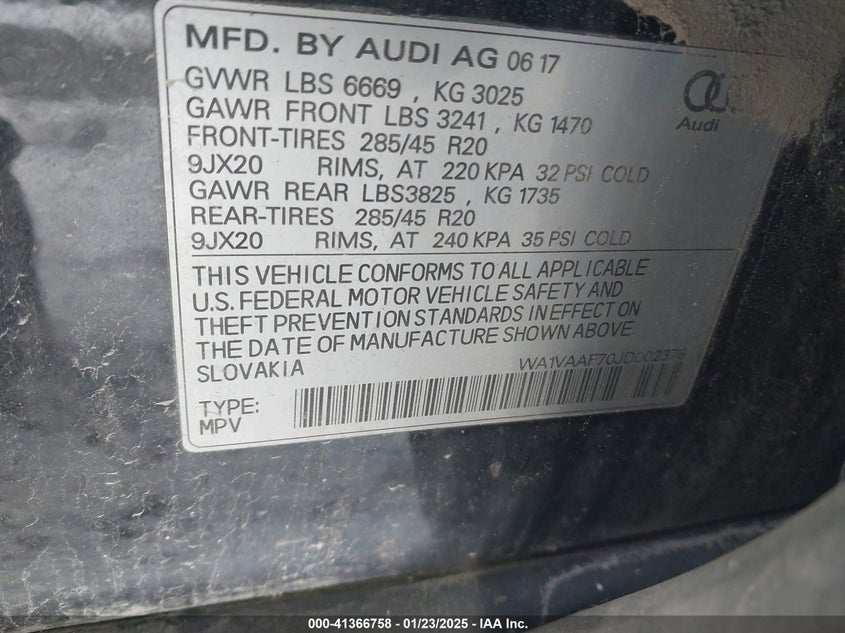 MFD. BY AUDI AG 06 17
GVWR LBS 6669 , KG 3025
GAWR FRONT LBS 3241 , KG 1470
FRONT-TIRES 285/45 R20
9JX20 RIMS, AT 220 KPA 32 PSI COLD
GAWR REAR LBS3825 , KG 1735
REAR-TIRES 285/45 R20
9JX20 RIMS, AT 240 KPA 35 PSI COLD
Audi
THIS VEHICLE CONFORMS TO ALL APPLICABLE
U.S. FEDERAL MOTOR VEHICLE SAFETY AND
THEFT PREVENTION STANDARDS IN EFFECT ON
THE DATE OF MANUFACTURE SHOWN ABOVE
SLOVAKIA
TYPE:
MPV
000-41366758 - 01/23/2025 - IAA Inc.